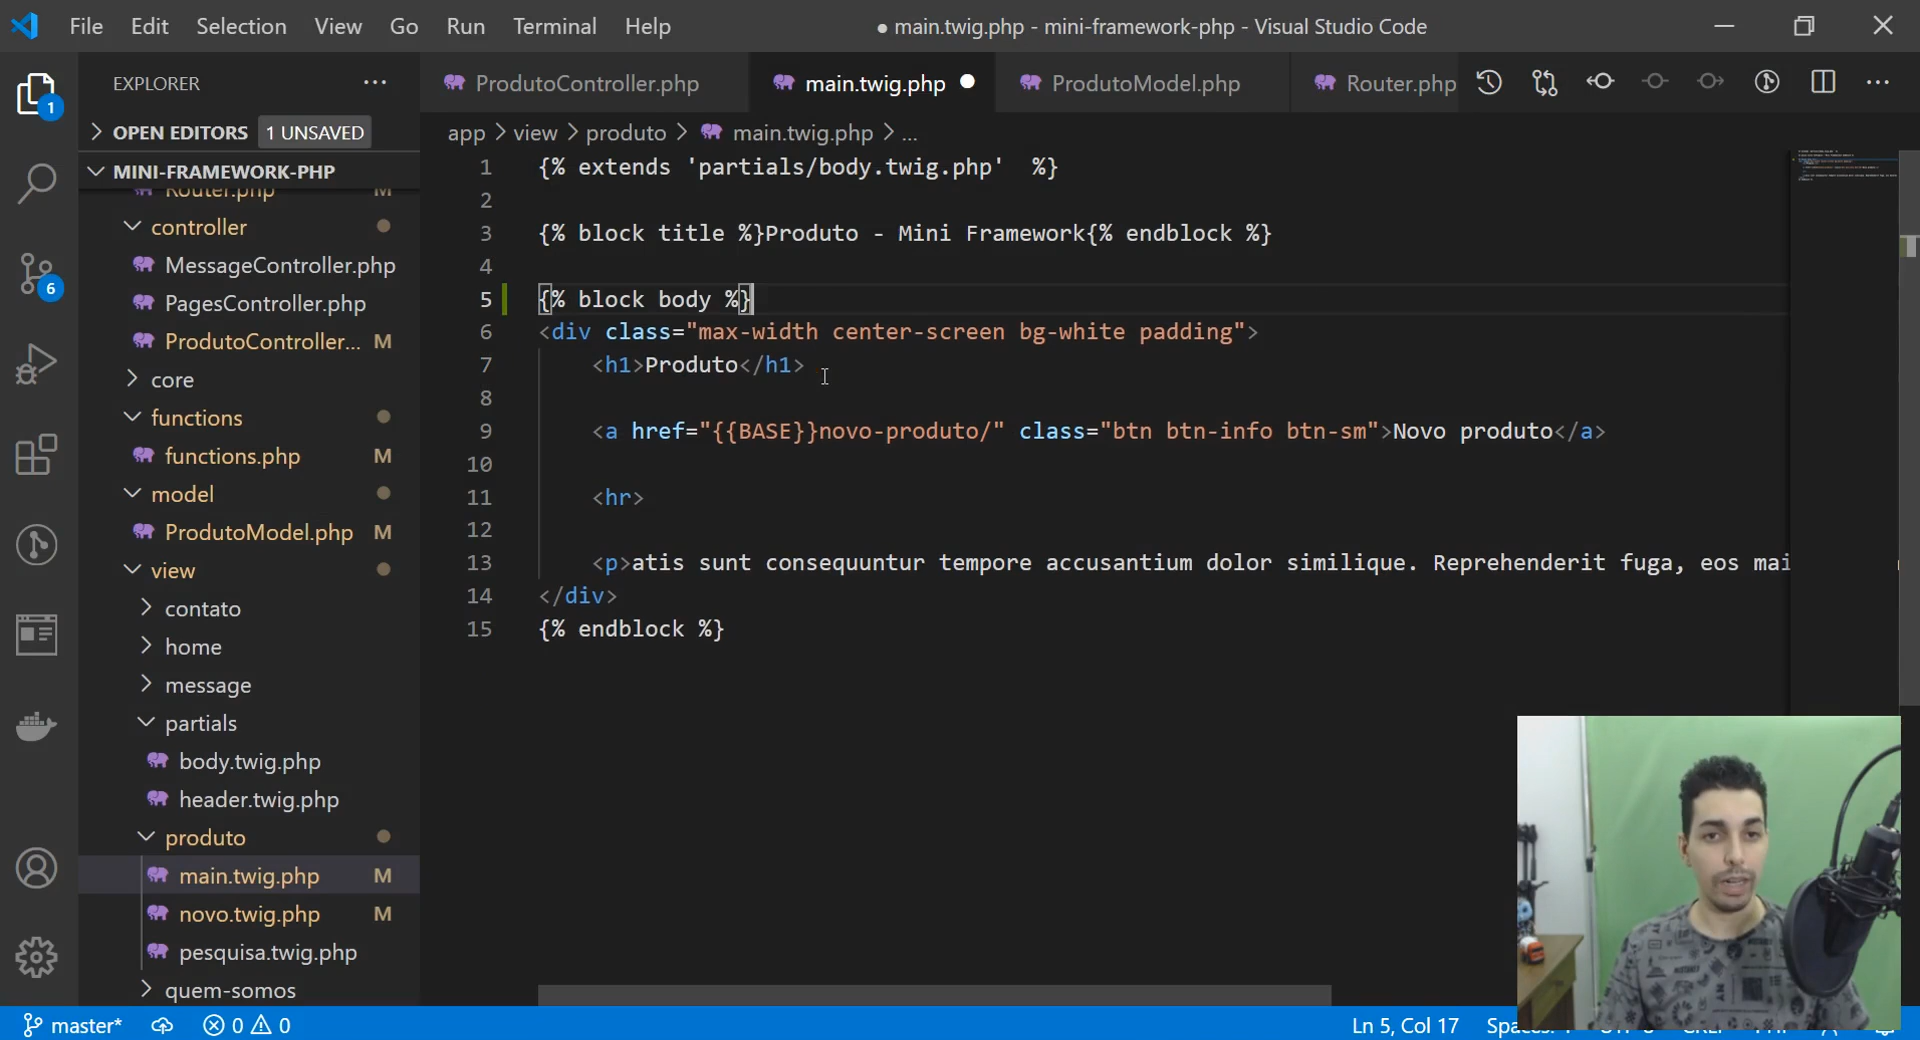 File Edit Selection View Go Run Terminal Help
● main.twig.php - mini-framework-php - Visual Studio Code
EXPLORER
ProdutoController.php
main.twig.php
ProdutoModel.php
Router.php
1
OPEN EDITORS 1 UNSAVED
app > view > produto > main.twig.php > ...
MINI-FRAMEWORK-PHP
Router.php
controller
MessageController.php
PagesController.php
ProdutoController... M
core
functions
functions.php M
model
ProdutoModel.php M
view
contato
home
message
partials
body.twig.php
header.twig.php
produto
main.twig.php M
novo.twig.php M
pesquisa.twig.php
quem-somos
6
1 {% extends 'partials/body.twig.php'  %}
2
3 {% block title %}Produto - Mini Framework{% endblock %}
4
5 {% block body %}
6 <div class="max-width center-screen bg-white padding">
7 <h1>Produto</h1>
8
9 <a href="{{BASE}}novo-produto/" class="btn btn-info btn-sm">Novo produto</a>
10
11 <hr>
12
13 <p>atis sunt consequuntur tempore accusantium dolor similique. Reprehenderit fuga, eos mai
14 </div>
15 {% endblock %}
master* 0 0
Ln 5, Col 17